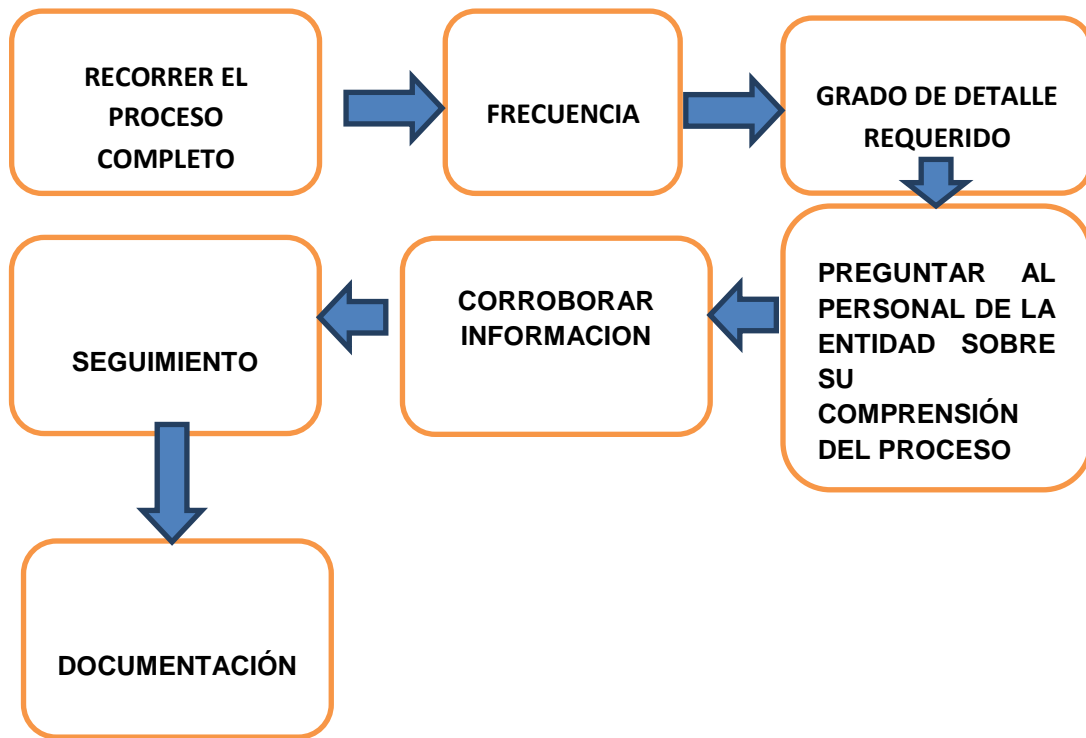 RECORRER EL
PROCESO
COMPLETO
FRECUENCIA
GRADO DE DETALLE
REQUERIDO
PREGUNTAR AL
PERSONAL DE LA
ENTIDAD SOBRE
SU
COMPRENSIÓN
DEL PROCESO
CORROBORAR
INFORMACION
SEGUIMIENTO
DOCUMENTACIÓN